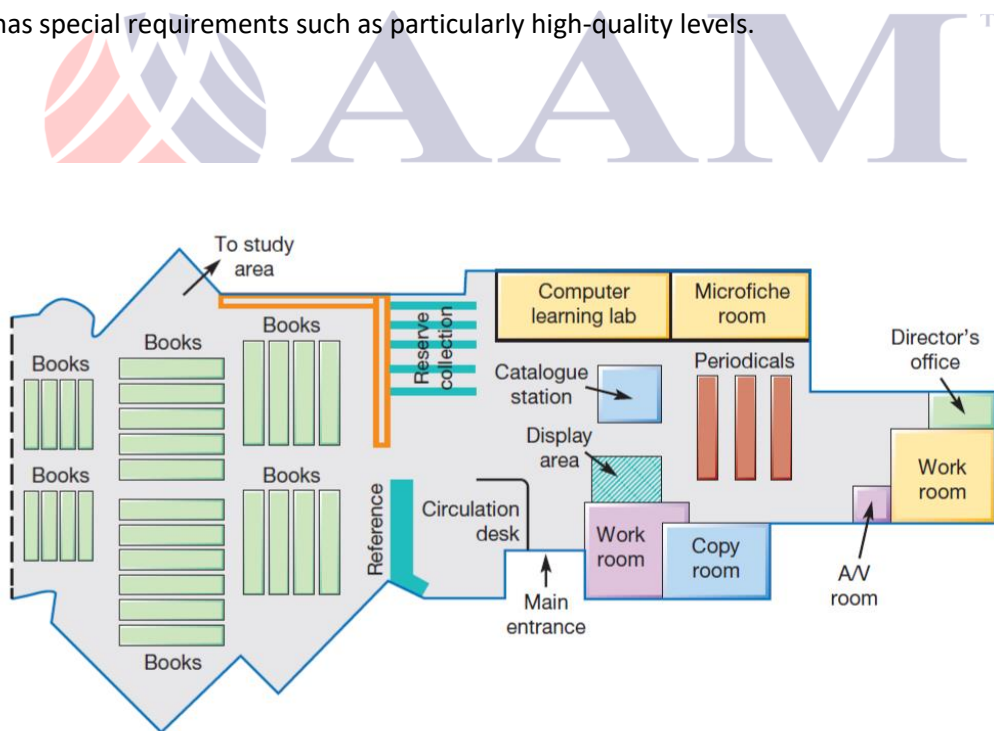 has special requirements such as particularly high-quality levels.
T
AAM
To study
area
Books
Books
Books
Books
Books
Books
Reserve
collection
Computer
learning lab
Microfiche
room
Catalogue
station
Periodicals
Director's
office
Display
area
Work
room
Reference
Circulation
desk
Work
room
Copy
room
A/V
room
Main
entrance